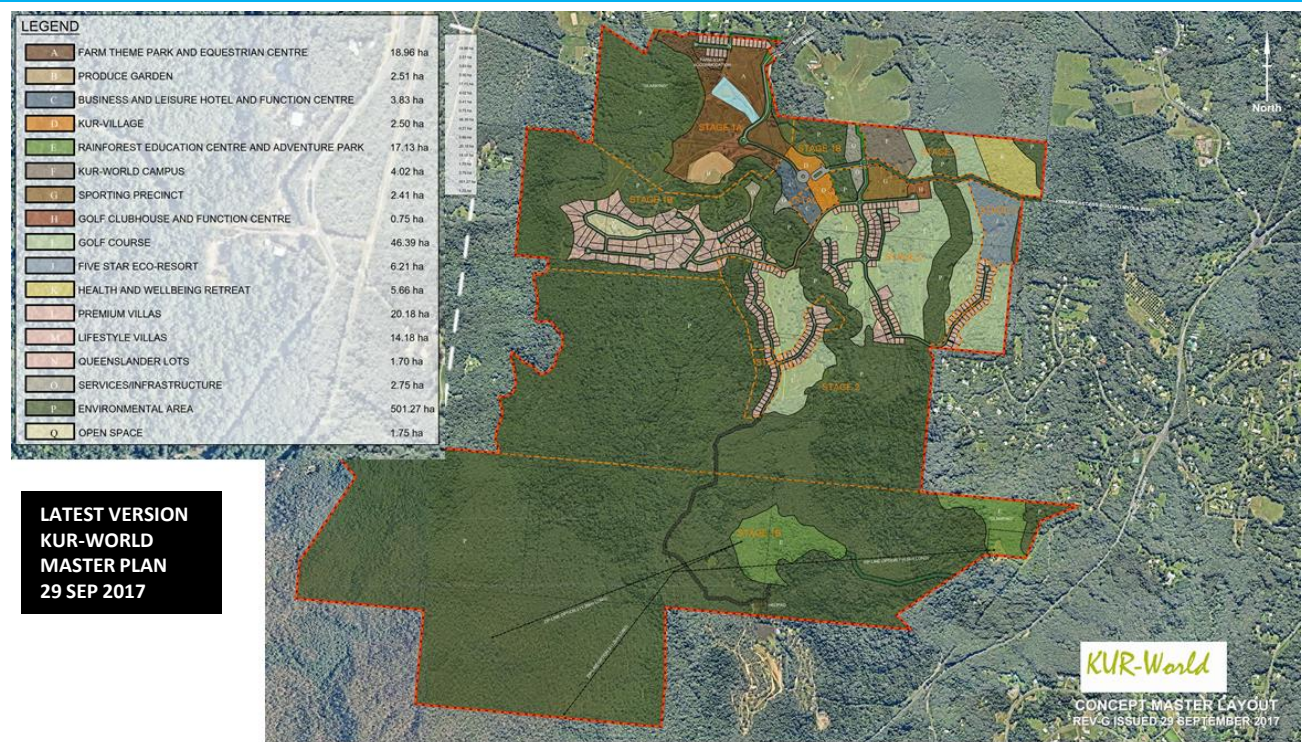 LEGEND
A FARM THEME PARK AND EQUESTRIAN CENTRE 18.96 ha
B PRODUCE GARDEN 2.51 ha
C BUSINESS AND LEISURE HOTEL AND FUNCTION CENTRE 3.83 ha
D KUR-VILLAGE 2.50 ha
E RAINFOREST EDUCATION CENTRE AND ADVENTURE PARK 17.13 ha
F KUR-WORLD CAMPUS 4.02 ha
G SPORTING PRECINCT 2.41 ha
H GOLF CLUBHOUSE AND FUNCTION CENTRE 0.75 ha
GOLF COURSE 46.39 ha
J FIVE STAR ECO-RESORT 6.21 ha
K HEALTH AND WELLBEING RETREAT 5.66 ha
L PREMIUM VILLAS 20.18 ha
M LIFESTYLE VILLAS 14.18 ha
N QUEENSLANDER LOTS 1.70 ha
O SERVICES/INFRASTRUCTURE 2.75 ha
P ENVIRONMENTAL AREA 501.27 ha
Q OPEN SPACE 1.75 ha
North
"GLAMPING"
STAGE 1A
STAGE 1B
STAGE 1B
STAGE 2
STAGE 1B
"GLAMPING"
LATEST VERSION
KUR-WORLD
MASTER PLAN
29 SEP 2017
KUR-World
CONCEPT MASTER LAYOUT
REV-G ISSUED 29 SEPTEMBER 2017